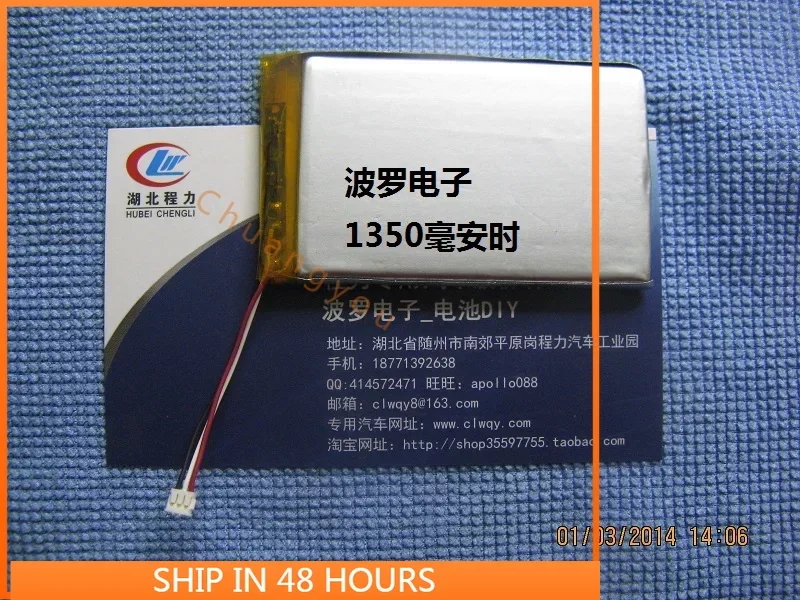 湖北程力
HUBEI CHENGLI
Chuangyou
波罗电子
1350毫安时
波罗电子_电池DIY
地址：湖北省随州市南郊平原岗程力汽车工业园
手机：18771392638
QQ:414572471 旺旺：apollo088
邮箱：clwqy8@163.com
专用汽车网址：www.clwqy.com
淘宝网址：http://shop35597755.taobao.com
01/03/2014 14:06
SHIP IN 48 HOURS